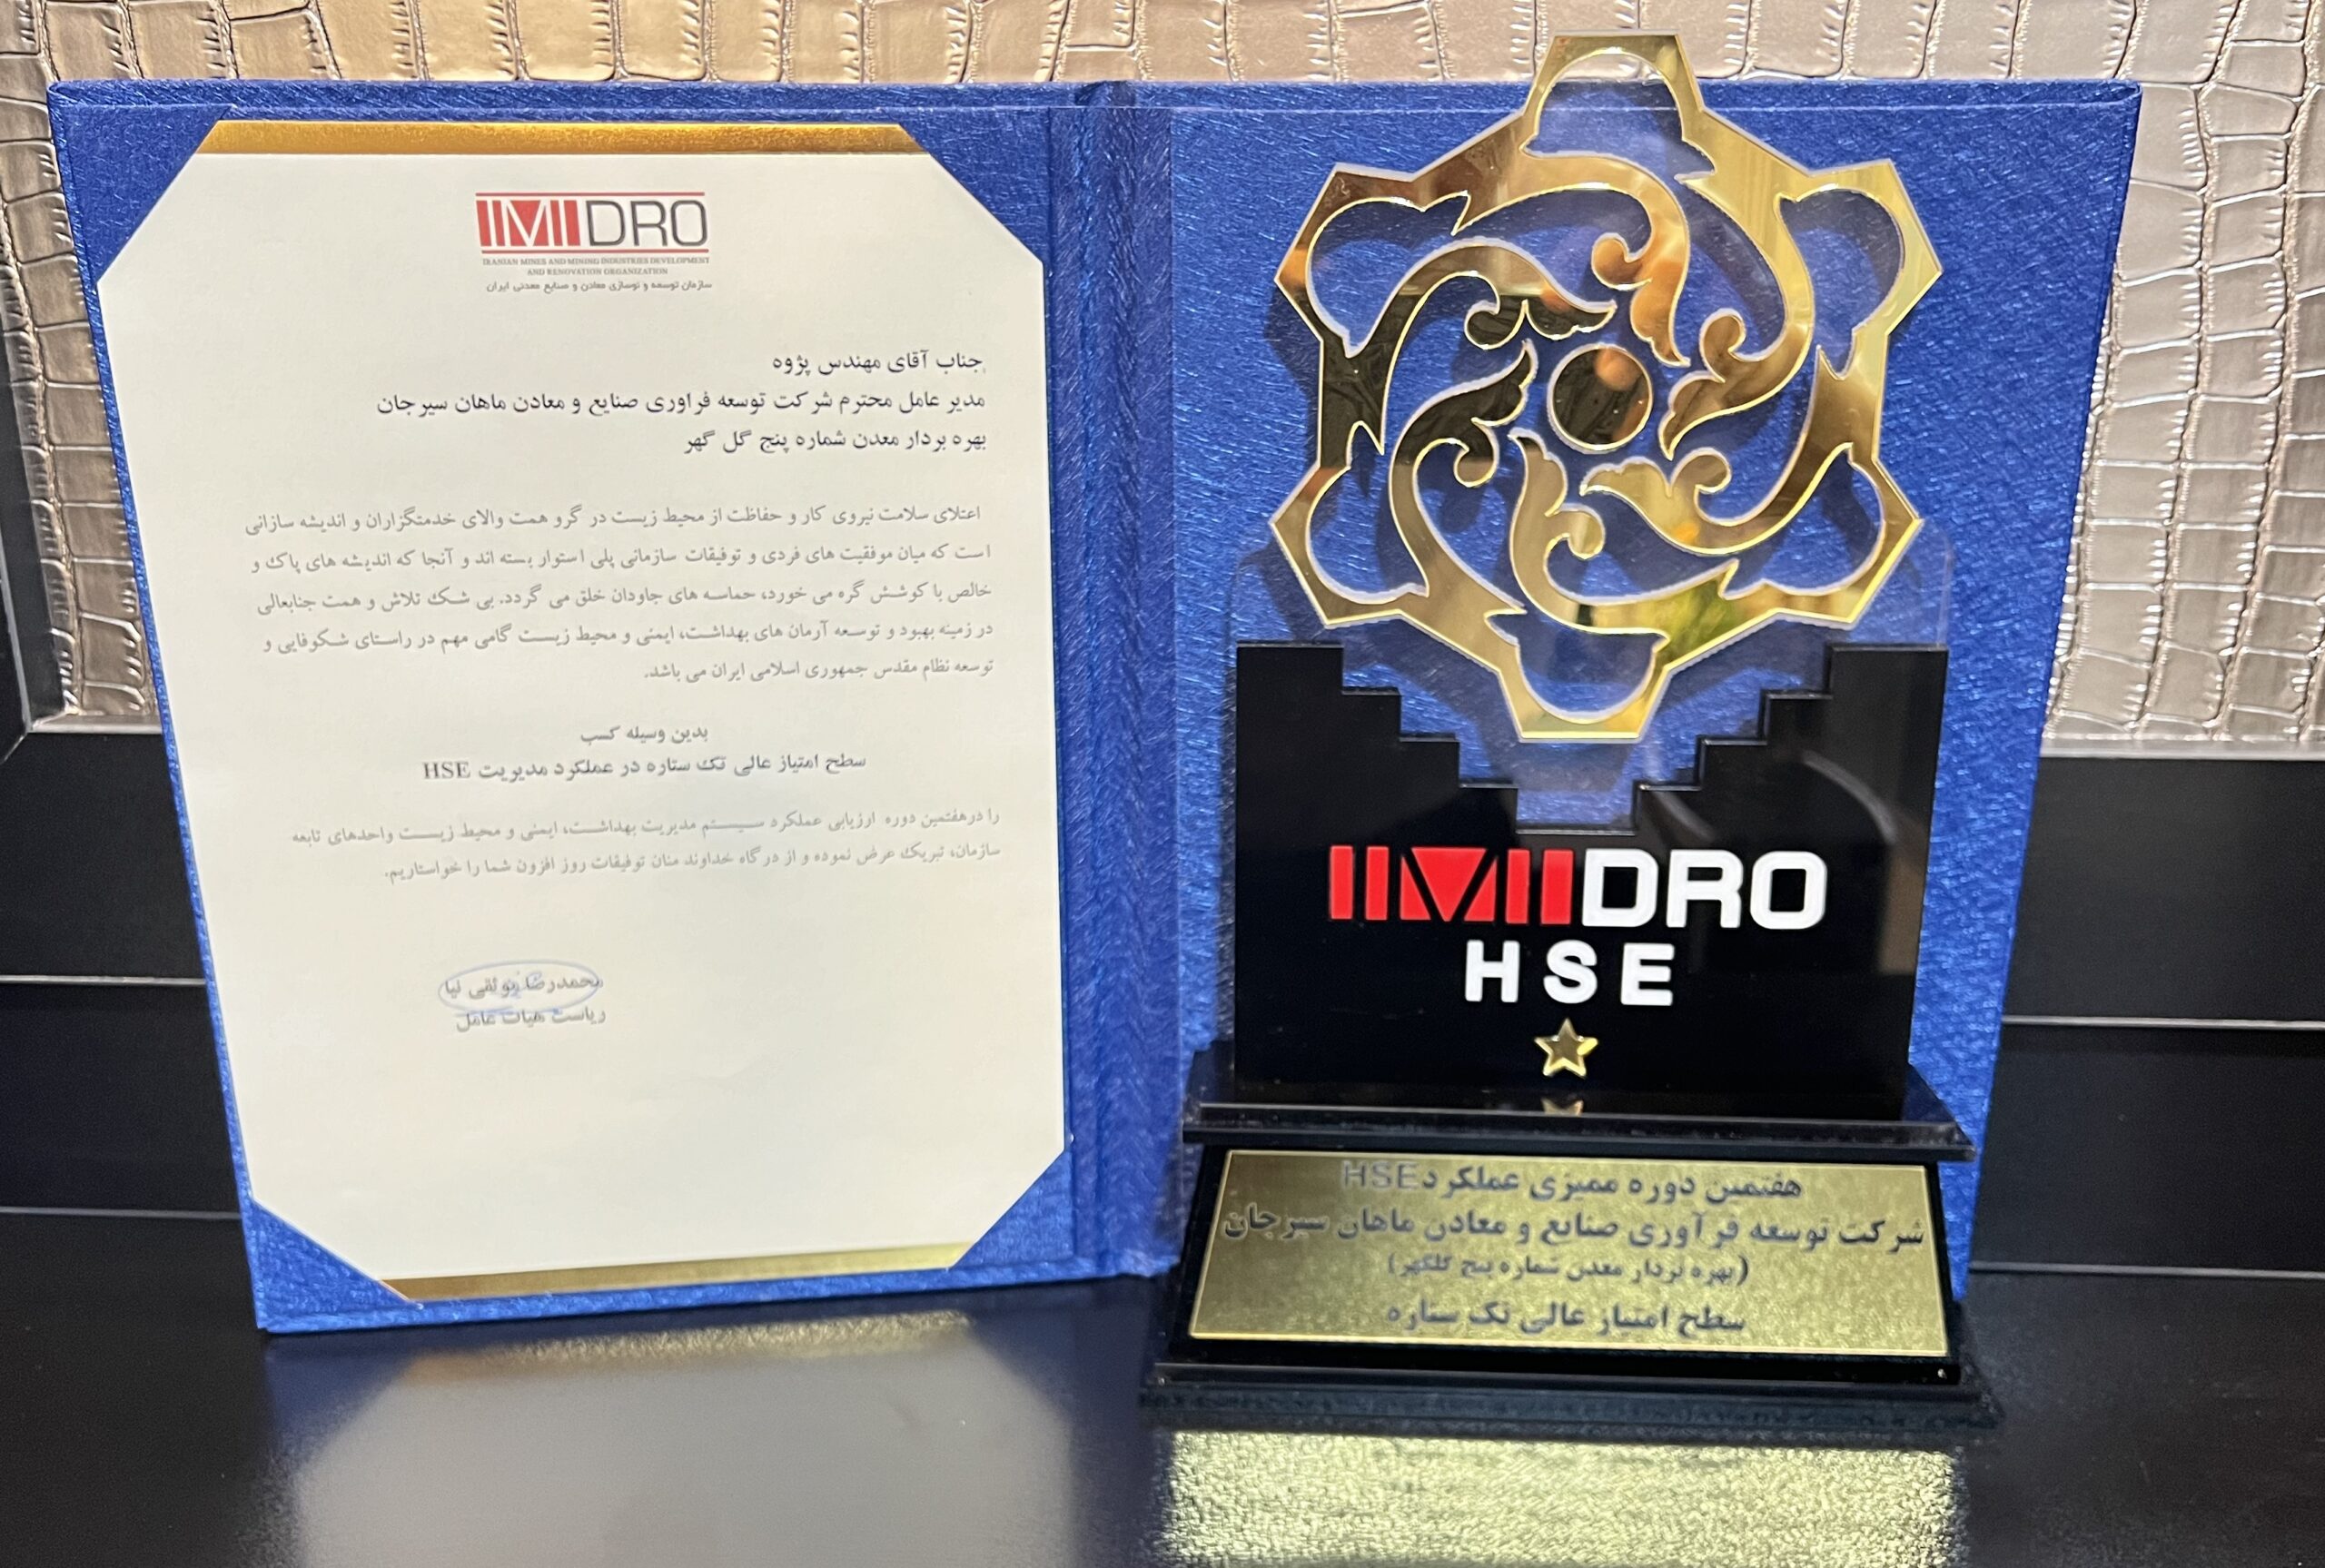 IMIDRO
IRANIAN MINES AND MINING INDUSTRIES DEVELOPMENT
AND RENOVATION ORGANIZATION
سازمان توسعه و نوسازی معادن و صنایع معدنی ایران
جناب آقای مهندس پژوه
مدیر عامل محترم شرکت توسعه فراوری صنایع و معادن ماهان سیرجان
بهره بردار معدن شماره پنج گل گهر
اعتلای سلامت نیروی کار و حفاظت از محیط زیست در گرو همت والای خدمتگزاران و اندیشه سازانی
است که میان موفقیت های فردی و توفیقات سازمانی پلی استوار بسته اند و آنجا که اندیشه های پاک و
خالص با کوشش گره می خورد، حماسه های جاودان خلق می گردد. بی شک تلاش و همت جنابعالی
در زمینه بهبود و توسعه آرمان های بهداشت، ایمنی و محیط زیست گامی مهم در راستای شکوفایی و
توسعه نظام مقدس جمهوری اسلامی ایران می باشد.
بدین وسیله کسب
سطح امتیاز عالی تک ستاره در عملکرد مدیریت HSE
را درهفتمین دوره ارزیابی عملکرد سیستم مدیریت بهداشت، ایمنی و محیط زیست واحدهای تابعه
سازمان، تبریک عرض نموده و از درگاه خداوند منان توفیقات روز افزون شما را خواستاریم.
محمدرضا موثقی نیا
ریاست هیات عامل
IMIDRO
HSE
هفتمین دوره ممیزی عملکرد HSE
شرکت توسعه فرآوری صنایع و معادن ماهان سیرجان
(بهره بردار معدن شماره پنج گلگهر)
سطح امتیاز عالی تک ستاره